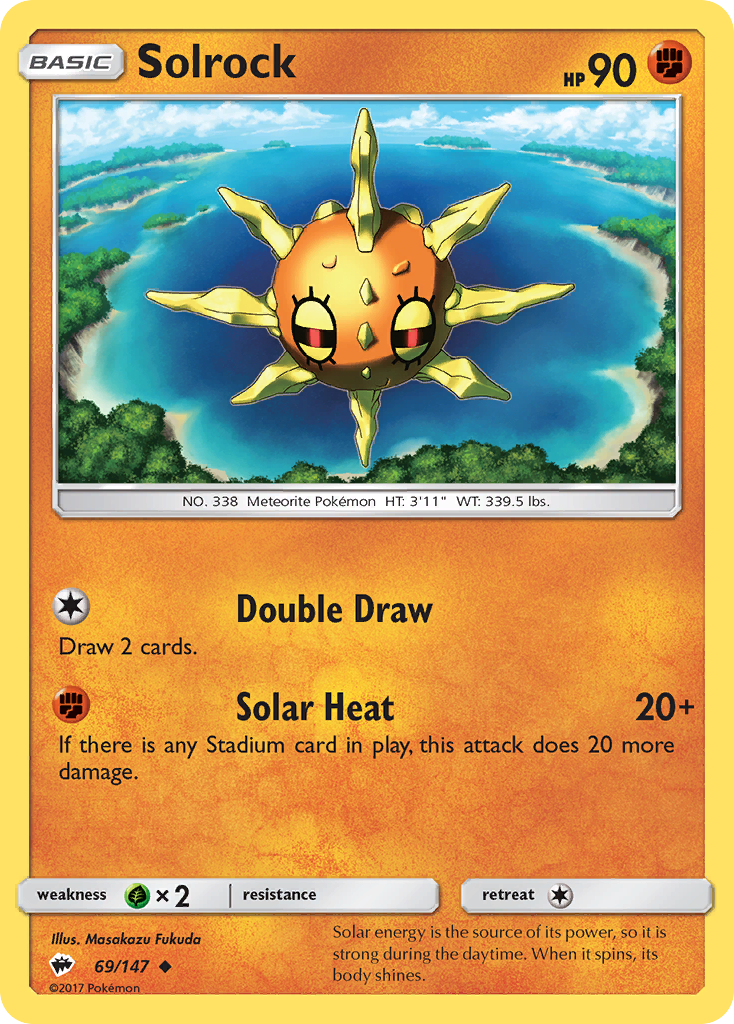 BASIC Solrock HP 90
NO. 338 Meteorite Pokémon HT: 3'11" WT: 339.5 lbs.
Double Draw
Draw 2 cards.
Solar Heat 20+
If there is any Stadium card in play, this attack does 20 more
damage.
weakness × 2 resistance retreat
Illus. Masakazu Fukuda
69/147
©2017 Pokémon
Solar energy is the source of its power, so it is
strong during the daytime. When it spins, its
body shines.